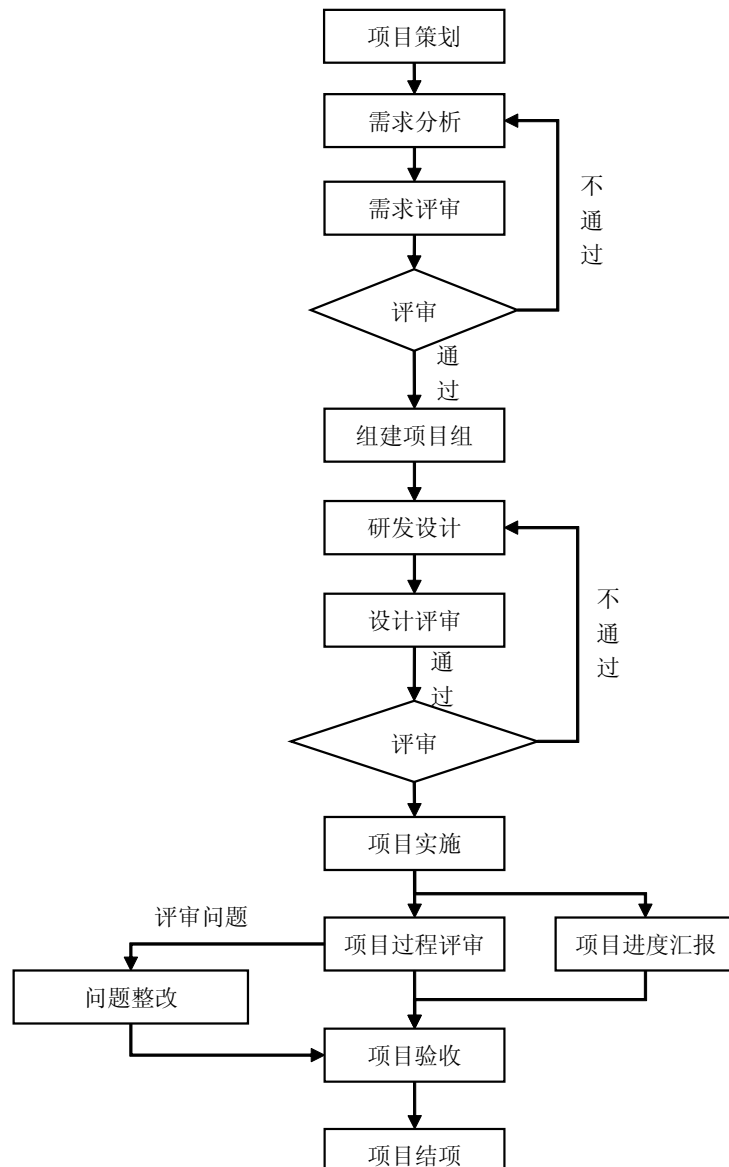 项目策划
需求分析
不通过
需求评审
评审
通过
组建项目组
研发设计
不通过
设计评审
通过
评审
项目实施
评审问题
项目过程评审
项目进度汇报
问题整改
项目验收
项目结项